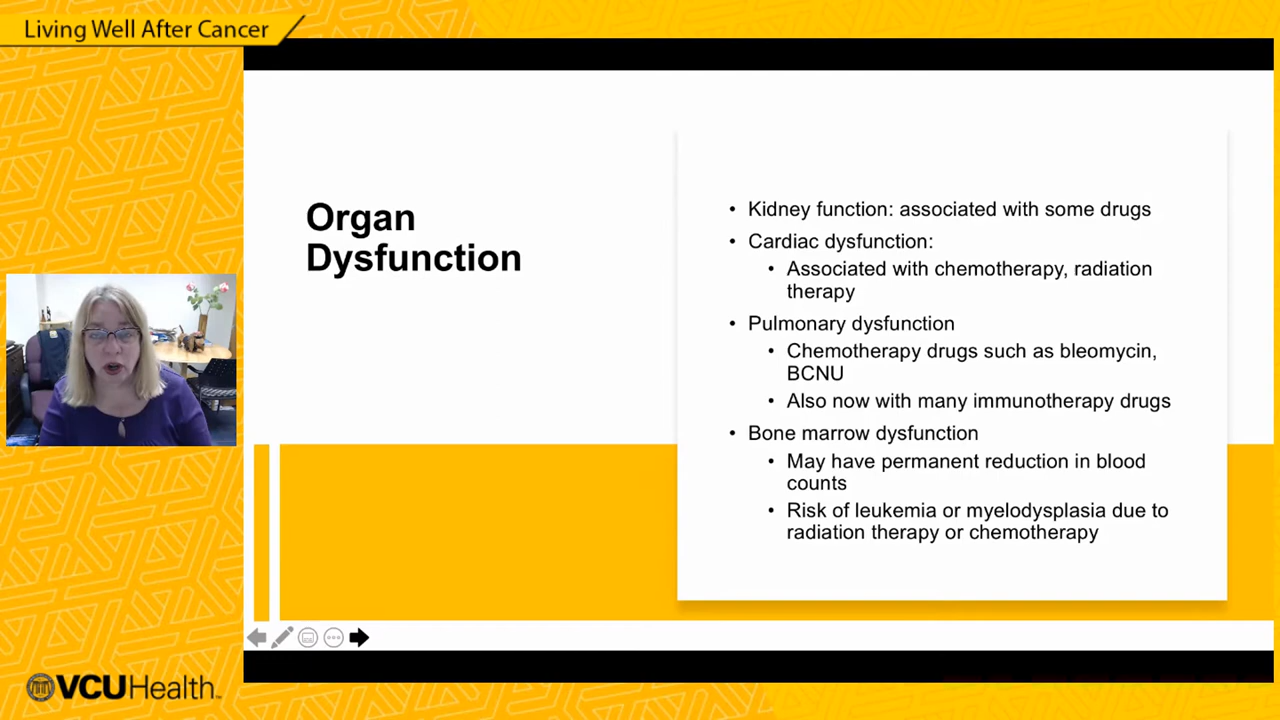 Living Well After Cancer
Organ
Dysfunction
• Kidney function: associated with some drugs
• Cardiac dysfunction:
• Associated with chemotherapy, radiation
therapy
• Pulmonary dysfunction
• Chemotherapy drugs such as bleomycin,
BCNU
• Also now with many immunotherapy drugs
• Bone marrow dysfunction
• May have permanent reduction in blood
counts
• Risk of leukemia or myelodysplasia due to
radiation therapy or chemotherapy
VCUHealth